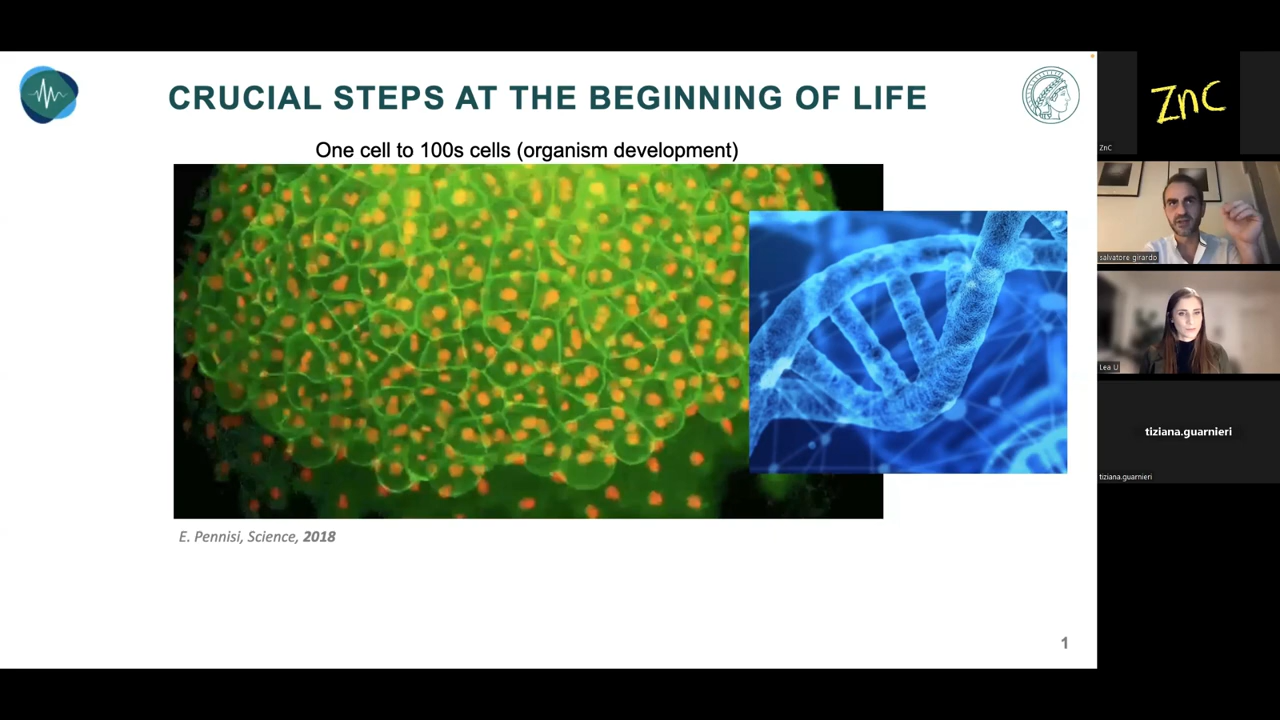 CRUCIAL STEPS AT THE BEGINNING OF LIFE
One cell to 100s cells (organism development)
E. Pennisi, Science, 2018
1
ZnC
ZnC
salvatore girardo
Lea U
tiziana.guarnieri
tiziana.guarnieri